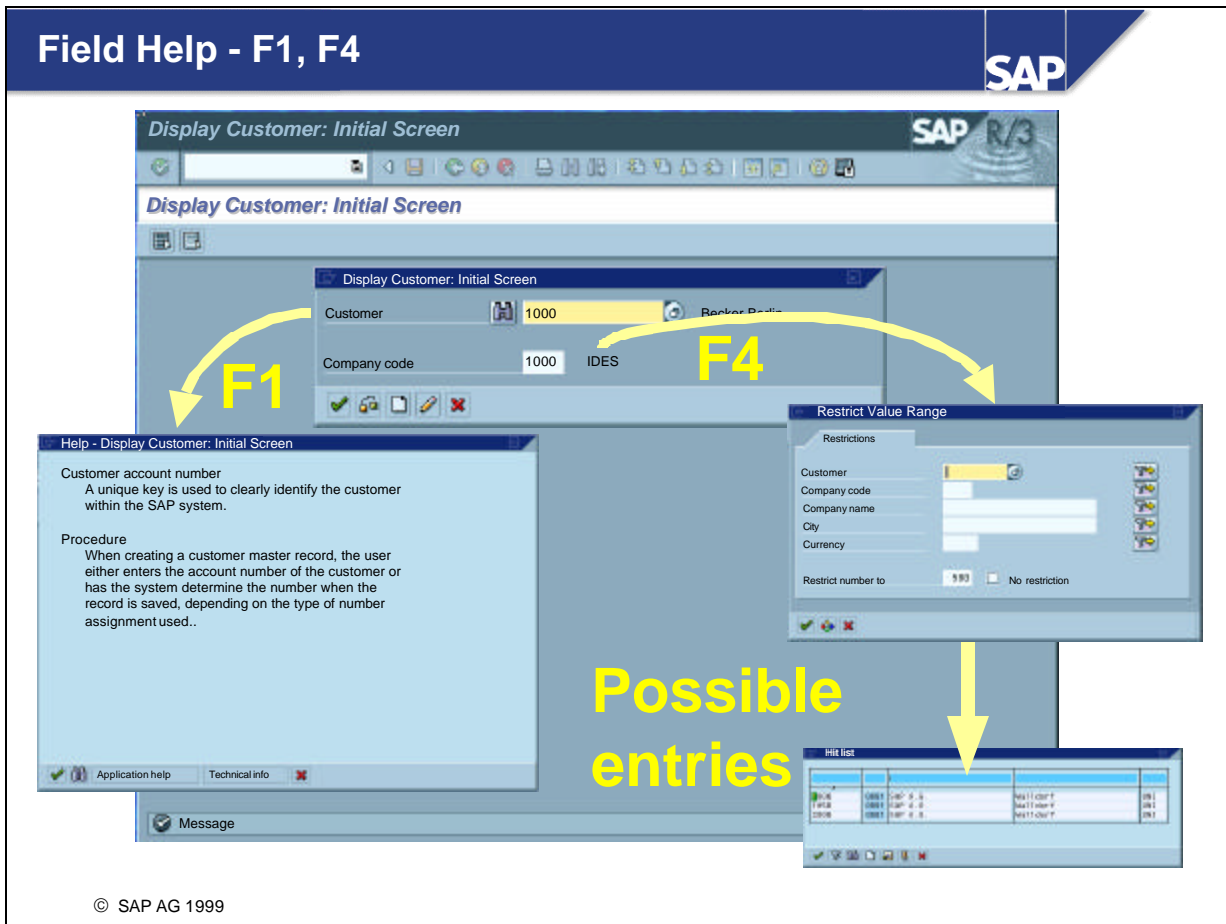 Field Help - F1, F4
SAP
Display Customer: Initial Screen
SAP R/3
Display Customer: Initial Screen
Display Customer: Initial Screen
Customer 1000
Company code 1000 IDES
F1
F4
Help - Display Customer: Initial Screen
Customer account number
A unique key is used to clearly identify the customer
within the SAP system.
Procedure
When creating a customer master record, the user
either enters the account number of the customer or
has the system determine the number when the
record is saved, depending on the type of number
assignment used..
Application help Technical info
Restrict Value Range
Restrictions
Customer
Company code
Company name
City
Currency
Restrict number to No restriction
Possible
entries
Hit list
Message
© SAP AG 1999